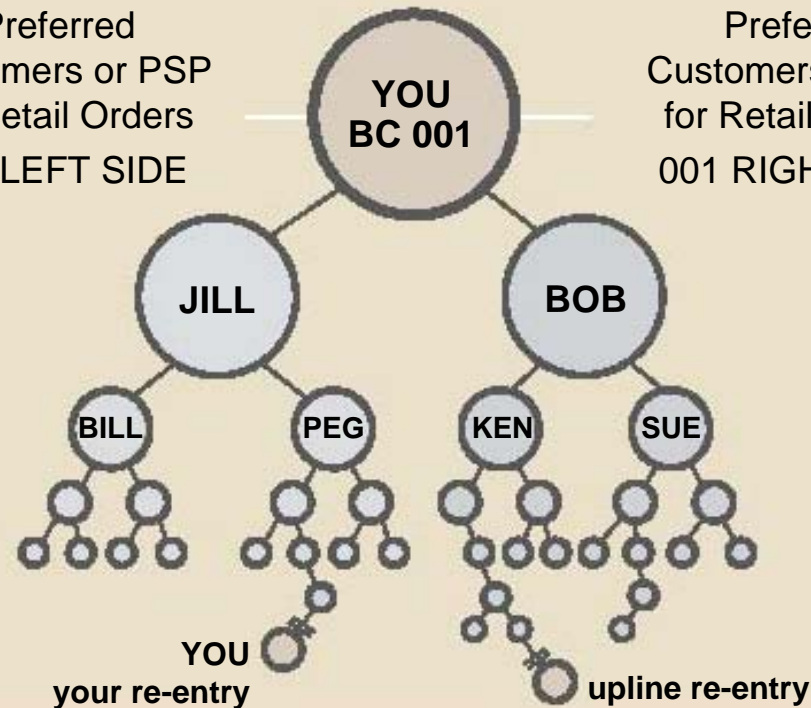 Preferred
mers or PSP
etail Orders
LEFT SIDE
YOU
BC 001
Prefe
Customers
for Retail
001 RIGH
JILL
BOB
BILL
PEG
KEN
SUE
YOU
your re-entry
upline re-entry